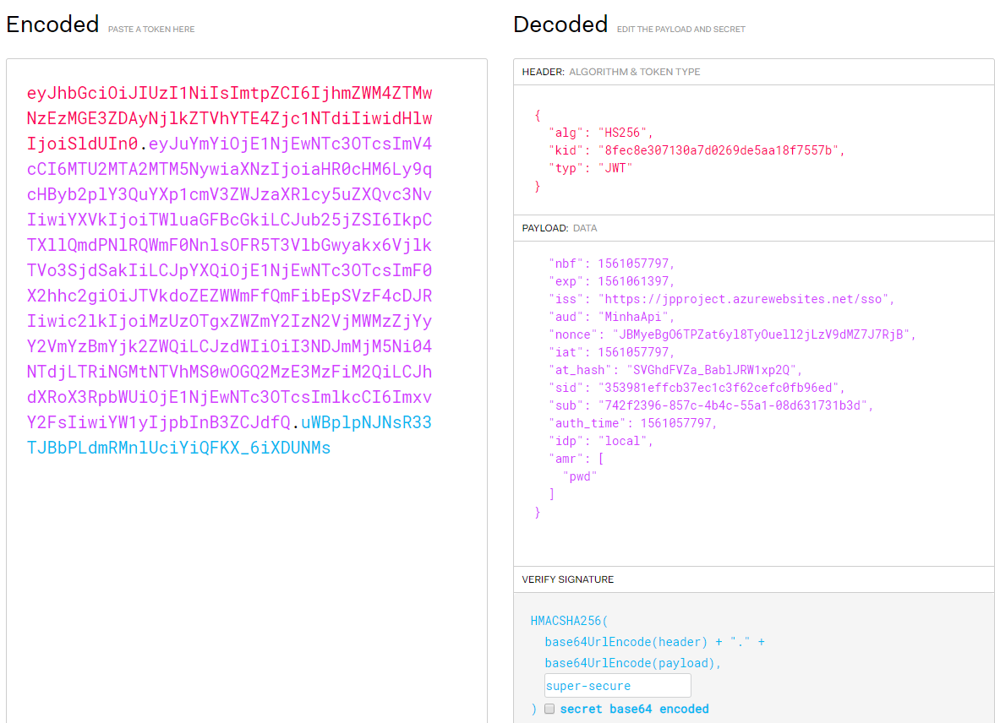 Encoded PASTE A TOKEN HERE
eyJhbGciOiJIUzI1NiIsImtpZCI6IjhmZWM4ZTMw
NzEzMGE3ZDAyNjlkZTVhYTE4Zjc1NTdiIiwidHlw
IjoiSldUIn0.eyJuYmYiOjE1NjEwNTc3OTcsImV4
cCI6MTU2MTA2MTM5NywiaXNzIjoiaHR0cHM6Ly9q
cHByb2plY3QuYXp1cmV3ZWJzaXRlcy5uZXQvc3Nv
IiwiYXVkIjoiTWluaGFBcGkiLCJub25jZSI6IkpC
TXllQmdPNlRQWmF0NnlsOFR5T3VlbGwyakx6Vjlk
TVo3SjdSakIiLCJpYXQiOjE1NjEwNTc3OTcsImF0
X2hhc2giOiJTVkdoZEZWWmFfQmFibEpSVzF4cDJR
Iiwic2lkIjoiMzUzOTgxZWZmY2IzN2VjMWMzZjYy
Y2VmYzBmYjk2ZWQiLCJzdWIiOiI3NDJmMjM5Ni04
NTdjLTRiNGMtNTVhMS0wOGQ2MzE3MzFiM2QiLCJh
dXRoX3RpbWUiOjE1NjEwNTc3OTcsImlkcCI6Imxv
Y2FsIiwiYW1yIjpbInB3ZCJdfQ.uWBplpNJNsR33
TJBbPLdmRMnlUciYiQFKX_6iXDUNMs
Decoded EDIT THE PAYLOAD AND SECRET
HEADER: ALGORITHM & TOKEN TYPE
{
"alg": "HS256",
"kid": "8fec8e307130a7d0269de5aa18f7557b",
"typ": "JWT"
}
PAYLOAD: DATA
"nbf": 1561057797,
"exp": 1561061397,
"iss": "https://jpproject.azurewebsites.net/sso",
"aud": "MinhaApi",
"nonce": "JBMyeBgO6TPZat6yl8TyOuell2jLzV9dMZ7J7RjB",
"iat": 1561057797,
"at_hash": "SVGhdFVZa_BablJRW1xp2Q",
"sid": "353981effcb37ec1c3f62cefc0fb96ed",
"sub": "742f2396-857c-4b4c-55a1-08d631731b3d",
"auth_time": 1561057797,
"idp": "local",
"amr": [
"pwd"
]
}
VERIFY SIGNATURE
HMACSHA256(
base64UrlEncode(header) + "." +
base64UrlEncode(payload),
super-secure
) secret base64 encoded